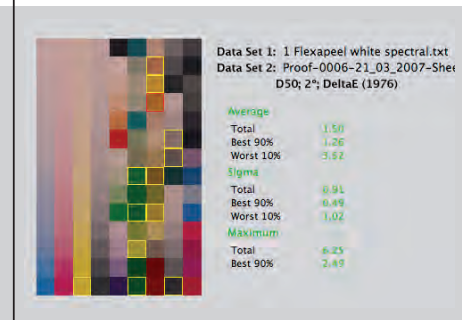 Data Set 1: 1 Flexapeel white spectral.txt
Data Set 2: Proof-0006-21_03_2007-Shee
D50; 2°; DeltaE (1976)
Average
Total 1.50
Best 90% 1.26
Worst 10% 3.62
Sigma
Total 0.91
Best 90% 0.49
Worst 10% 1.02
Maximum
Total 6.25
Best 90% 2.49